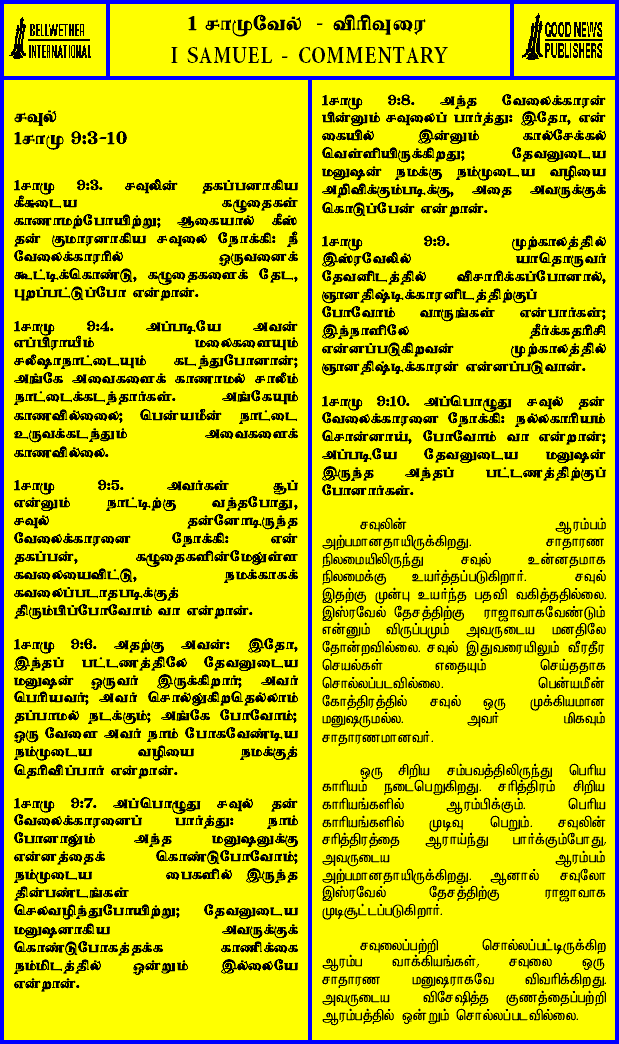 BELLWETHER
INTERNATIONAL
1 சாமுவேல் - விரிவுரை
I SAMUEL - COMMENTARY
GOOD NEWS
PUBLISHERS
சவுல்
1சாமு 9:3-10
1சாமு 9:3. சவுலின் தகப்பனாகிய
கீசுடைய கழுதைகள்
காணாமற்போயிற்று; ஆகையால் கீஸ்
தன் குமாரனாகிய சவுலை நோக்கி: நீ
வேலைக்காரரில் ஒருவனைக்
கூட்டிக்கொண்டு, கழுதைகளைக் தேட,
புறப்பட்டுப்போ என்றான்.
1சாமு 9:4. அப்படியே அவன்
எப்பிராயீம் மலைகளையும்
சலீஷாநாட்டையும் கடந்துபோனான்;
அங்கே அவைகளைக் காணாமல் சாலீம்
நாட்டைக்கடந்தார்கள். அங்கேயும்
காணவில்லை; பென்யமீன் நாட்டை
உருவக்கடந்தும் அவைகளைக்
காணவில்லை.
1சாமு 9:5. அவர்கள் சூப்
என்னும் நாட்டிற்கு வந்தபோது,
சவுல் தன்னோடிருந்த
வேலைக்காரனை நோக்கி: என்
தகப்பன், கழுதைகளின்மேலுள்ள
கவலையைவிட்டு, நமக்காகக்
கவலைப்படாதபடிக்குத்
திரும்பிப்போவோம் வா என்றான்.
1சாமு 9:6. அதற்கு அவன்: இதோ,
இந்தப் பட்டணத்திலே தேவனுடைய
மனுஷன் ஒருவர் இருக்கிறார்; அவர்
பெரியவர்; அவர் சொல்லுகிறதெல்லாம்
தப்பாமல் நடக்கும்; அங்கே போவோம்;
ஒரு வேளை அவர் நாம் போகவேண்டிய
நம்முடைய வழியை நமக்குத்
தெரிவிப்பார் என்றான்.
1சாமு 9:7. அப்பொழுது சவுல் தன்
வேலைக்காரனைப் பார்த்து: நாம்
போனாலும் அந்த மனுஷனுக்கு
என்னத்தைக் கொண்டுபோவோம்;
நம்முடைய பைகளில் இருந்த
தின்பண்டங்கள்
செலவழிந்துபோயிற்று; தேவனுடைய
மனுஷனாகிய அவருக்குக்
கொண்டுபோகத்தக்க காணிக்கை
நம்மிடத்தில் ஒன்றும் இல்லையே
என்றான்.
1சாமு 9:8. அந்த வேலைக்காரன்
பின்னும் சவுலைப் பார்த்து: இதோ, என்
கையில் இன்னும் கால்சேக்கல்
வெள்ளியிருக்கிறது; தேவனுடைய
மனுஷன் நமக்கு நம்முடைய வழியை
அறிவிக்கும்படிக்கு, அதை அவருக்குக்
கொடுப்பேன் என்றான்.
1சாமு 9:9. முற்காலத்தில்
இஸ்ரவேலில் யாதொருவர்
தேவனிடத்தில் விசாரிக்கப்போனால்,
ஞானதிஷ்டிக்காரனிடத்திற்குப்
போவோம் வாருங்கள் என்பார்கள்;
இந்நாளிலே தீர்க்கதரிசி
என்னப்படுகிறவன் முற்காலத்தில்
ஞானதிஷ்டிக்காரன் என்னப்படுவான்.
1சாமு 9:10. அப்பொழுது சவுல் தன்
வேலைக்காரனை நோக்கி: நல்லகாரியம்
சொன்னாய், போவோம் வா என்றான்;
அப்படியே தேவனுடைய மனுஷன்
இருந்த அந்தப் பட்டணத்திற்குப்
போனார்கள்.
சவுலின் ஆரம்பம்
அற்பமானதாயிருக்கிறது. சாதாரண
நிலமையிலிருந்து சவுல் உன்னதமாக
நிலமைக்கு உயர்த்தப்படுகிறார். சவுல்
இதற்கு முன்பு உயர்ந்த பதவி வகித்ததில்லை.
இஸ்ரவேல் தேசத்திற்கு ராஜாவாகவேண்டும்
என்னும் விருப்பமும் அவருடைய மனதிலே
தோன்றவில்லை. சவுல் இதுவரையிலும் வீரதீர
செயல்கள் எதையும் செய்ததாக
சொல்லப்படவில்லை. பென்யமீன்
கோத்திரத்தில் சவுல் ஒரு முக்கியமான
மனுஷருமல்ல. அவர் மிகவும்
சாதாரணமானவர்.
ஒரு சிறிய சம்பவத்திலிருந்து பெரிய
காரியம் நடைபெறுகிறது. சரித்திரம் சிறிய
காரியங்களில் ஆரம்பிக்கும். பெரிய
காரியங்களில் முடிவு பெறும். சவுலின்
சரித்திரத்தை ஆராய்ந்து பார்க்கும்போது,
அவருடைய ஆரம்பம்
அற்பமானதாயிருக்கிறது. ஆனால் சவுலோ
இஸ்ரவேல் தேசத்திற்கு ராஜாவாக
முடிசூட்டப்படுகிறார்.
சவுலைப்பற்றி சொல்லப்பட்டிருக்கிற
ஆரம்ப வாக்கியங்கள், சவுலை ஒரு
சாதாரண மனுஷராகவே விவரிக்கிறது.
அவருடைய விசேஷித்த குணத்தைப்பற்றி
ஆரம்பத்தில் ஒன்றும் சொல்லப்படவில்லை.